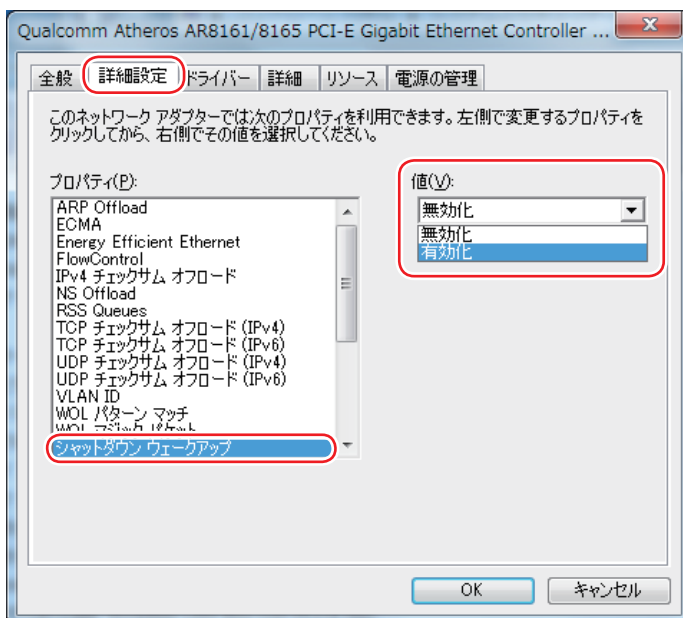 Qualcomm Atheros AR8161/8165 PCI-E Gigabit Ethernet Controller ...
全般 詳細設定 ドライバー 詳細 リソース 電源の管理
このネットワーク アダプターでは次のプロパティを利用できます。左側で変更するプロパティを
クリックしてから、右側でその値を選択してください。
プロパティ(P):
値(V):
ARP Offload
ECMA
Energy Efficient Ethernet
FlowControl
IPv4 チェックサム オフロード
NS Offload
RSS Queues
TCP チェックサム オフロード (IPv4)
TCP チェックサム オフロード (IPv6)
UDP チェックサム オフロード (IPv4)
UDP チェックサム オフロード (IPv6)
VLAN ID
WOL パターン マッチ
WOL マジック パケット
シャットダウン ウェークアップ
無効化
無効化
有効化
OK
キャンセル